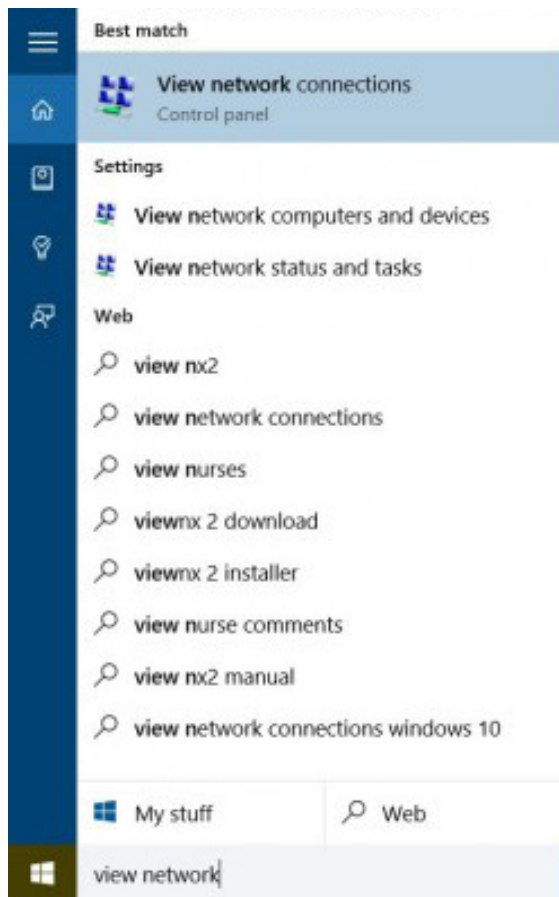 Best match
View network connections
Control panel
Settings
View network computers and devices
View network status and tasks
Web
view nx2
view network connections
view nurses
viewnx 2 download
viewnx 2 installer
view nurse comments
view nx2 manual
view network connections windows 10
My stuff
Web
view network